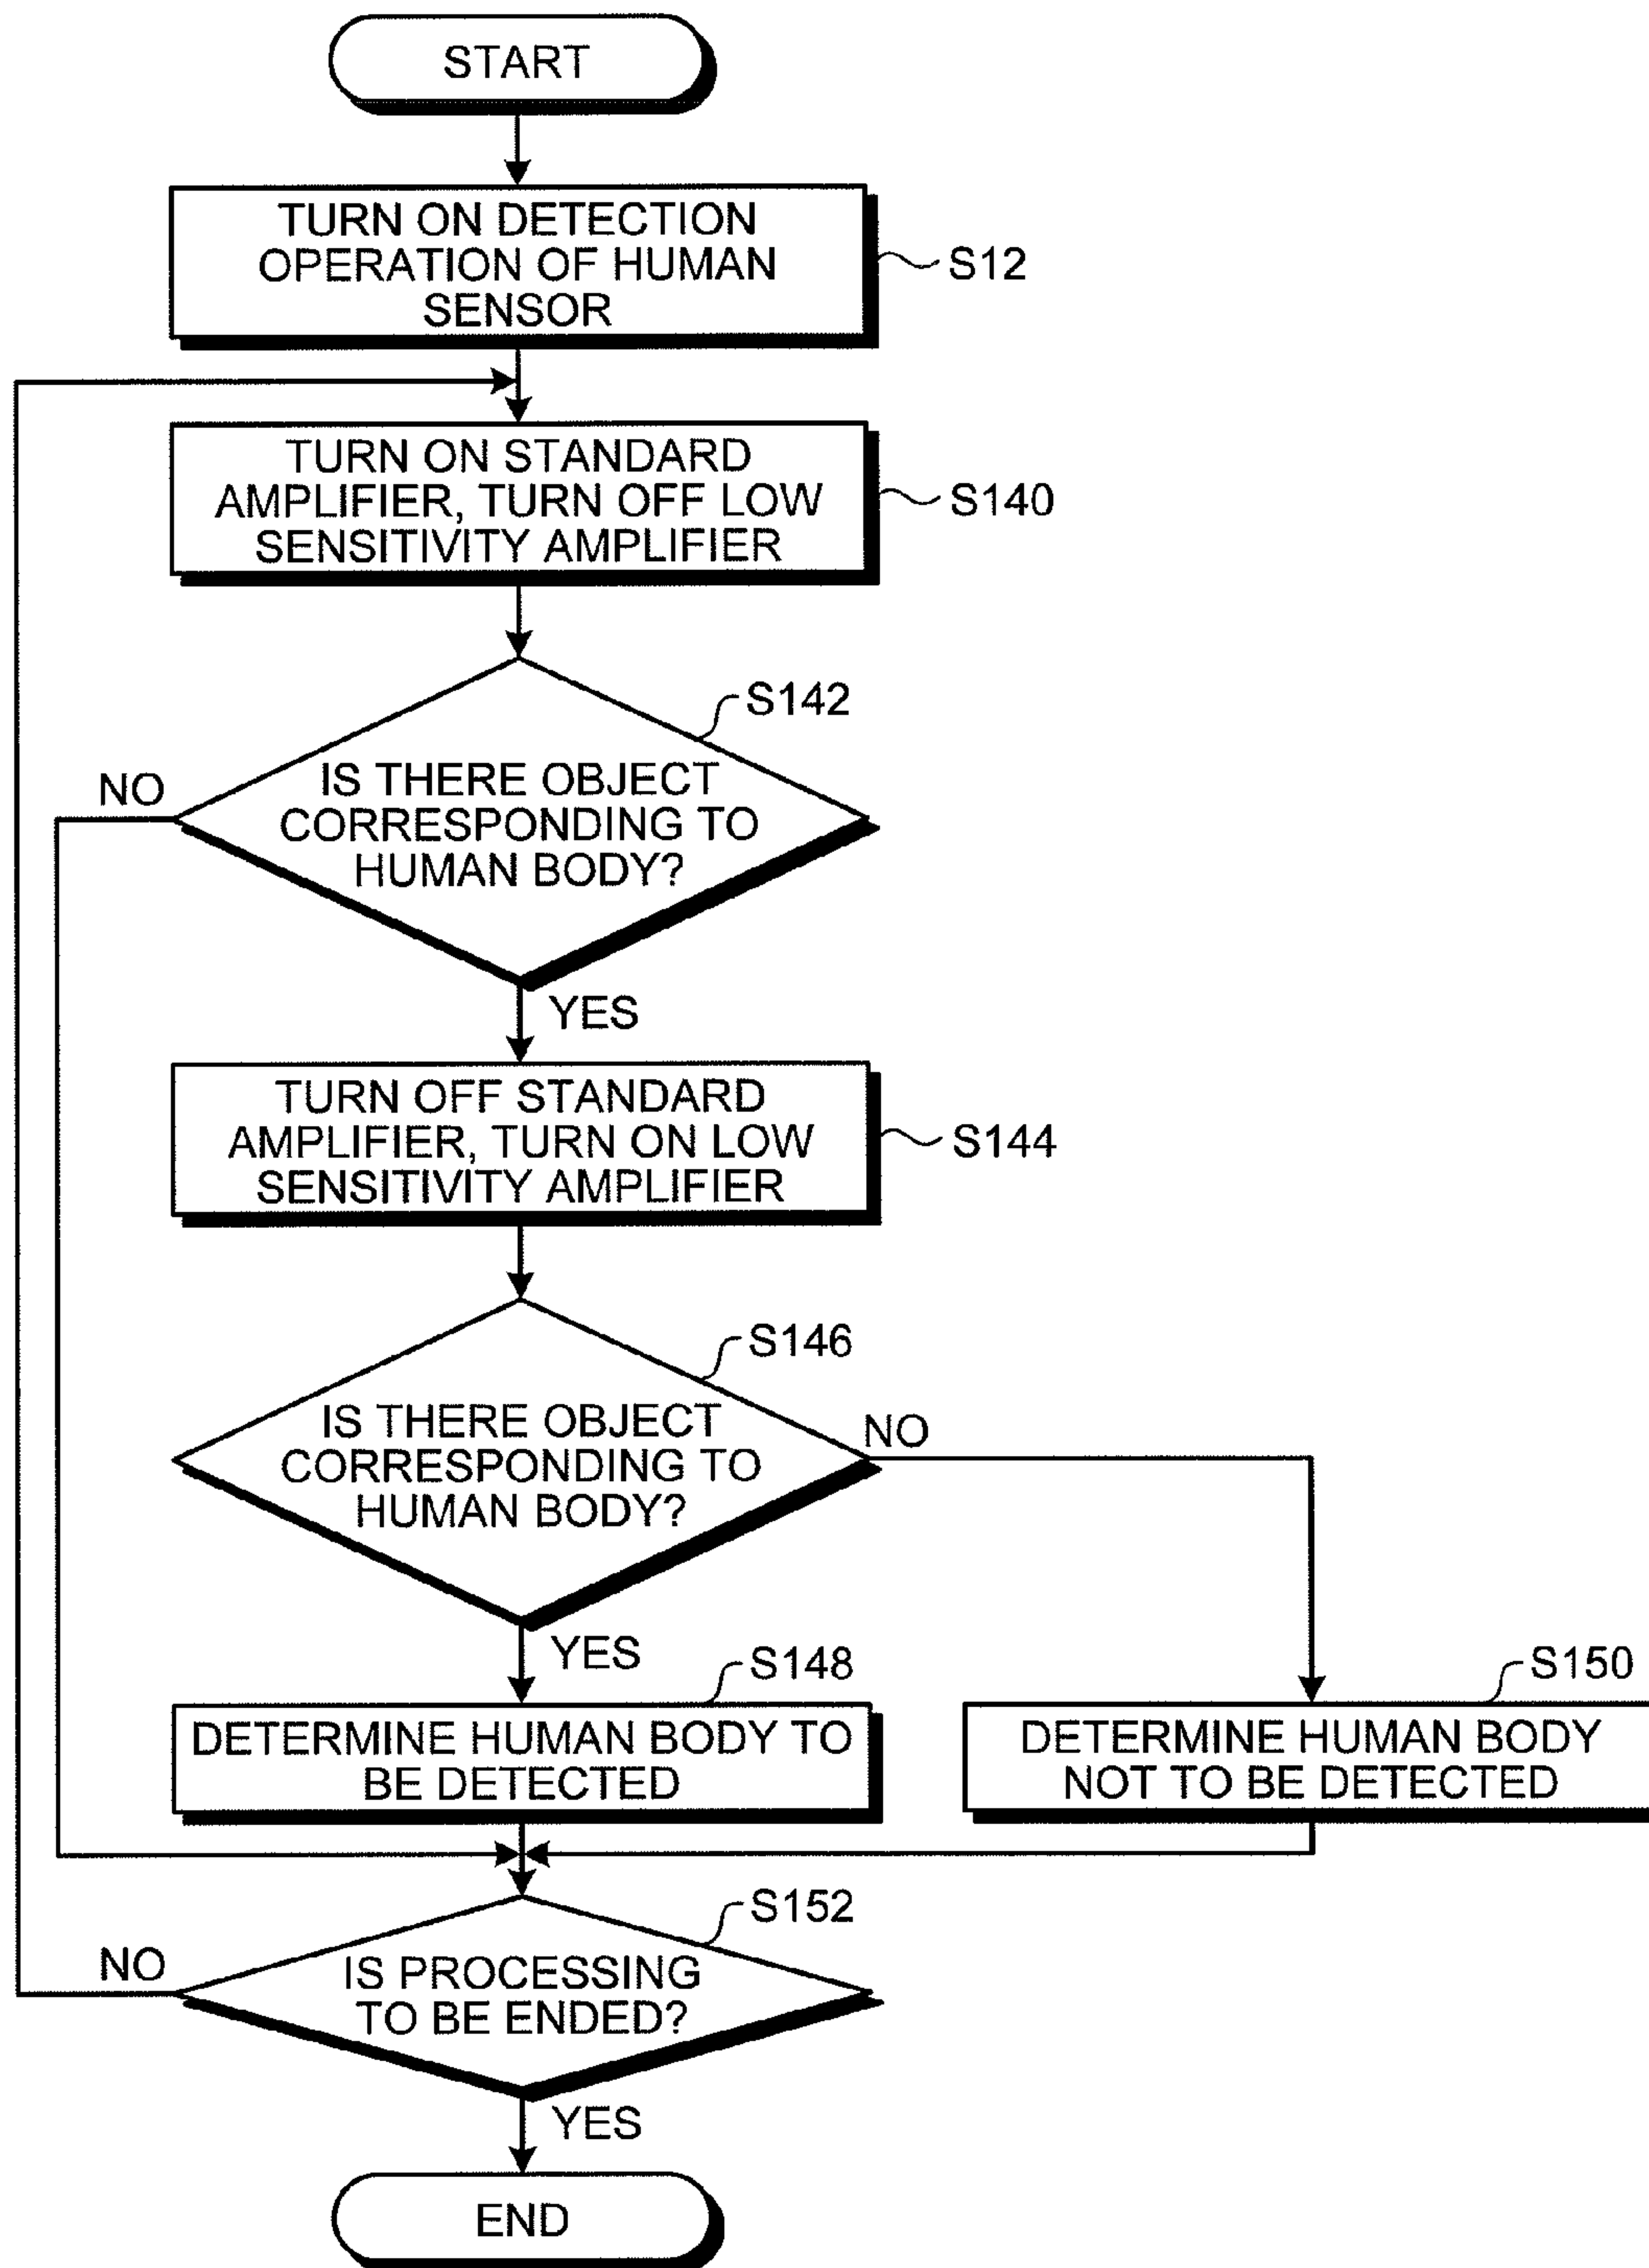 START
TURN ON DETECTION
OPERATION OF HUMAN
SENSOR
S12
TURN ON STANDARD
AMPLIFIER, TURN OFF LOW
SENSITIVITY AMPLIFIER
S140
S142
NO
IS THERE OBJECT
CORRESPONDING TO
HUMAN BODY?
YES
TURN OFF STANDARD
AMPLIFIER, TURN ON LOW
SENSITIVITY AMPLIFIER
S144
S146
IS THERE OBJECT
CORRESPONDING TO
HUMAN BODY?
NO
YES
S148
DETERMINE HUMAN BODY TO
BE DETECTED
S150
DETERMINE HUMAN BODY
NOT TO BE DETECTED
S152
NO
IS PROCESSING
TO BE ENDED?
YES
END